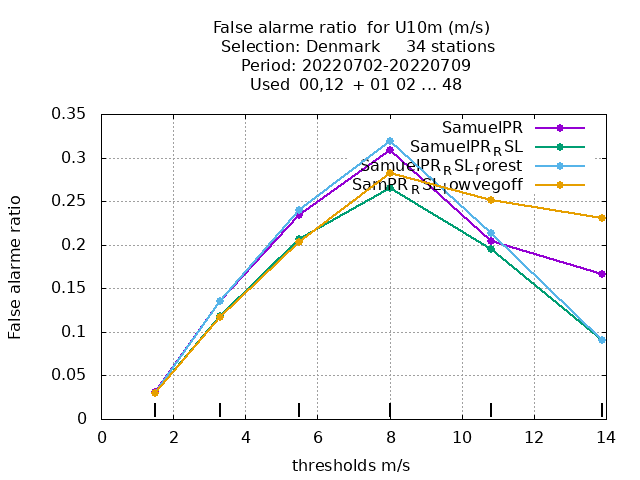 False alarme ratio  for U10m (m/s)
Selection: Denmark     34 stations
Period: 20220702-20220709
Used  00,12  + 01 02 ... 48
SamuelPR
SamuelPR_RSL
SamuelPR_RSL_forest
SamPR_RSL_lowvegoff
0.35
0.3
0.25
0.2
0.15
0.1
0.05
0
0 2 4 6 8 10 12 14
False alarme ratio
thresholds m/s